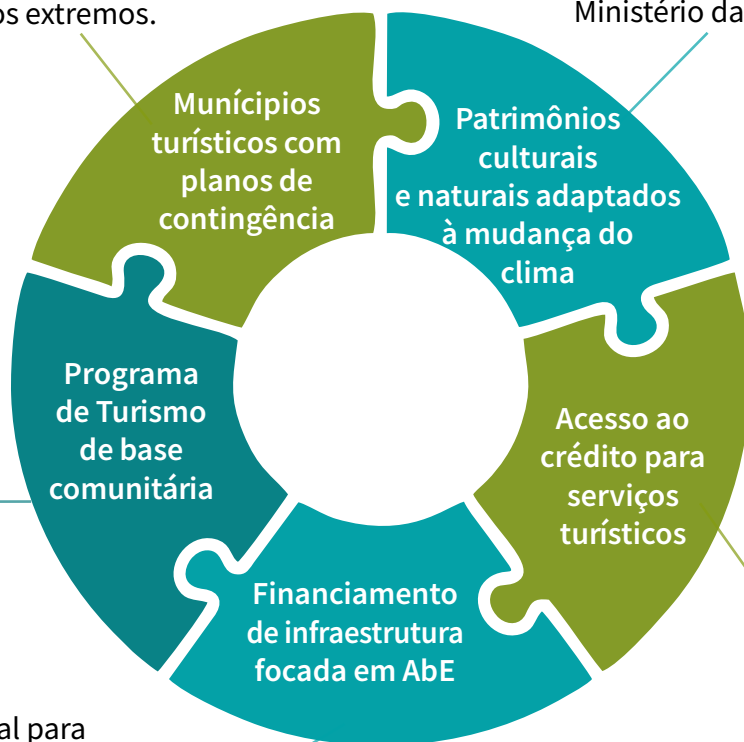 os extremos.
Ministério da
Munícipios
turísticos com
planos de
contingência
Patrimônios
culturais
e naturais adaptados
à mudança do
clima
Programa
de Turismo
de base
comunitária
Acesso ao
crédito para
serviços
turísticos
Financiamento
de infraestrutura
focada em AbE
al para